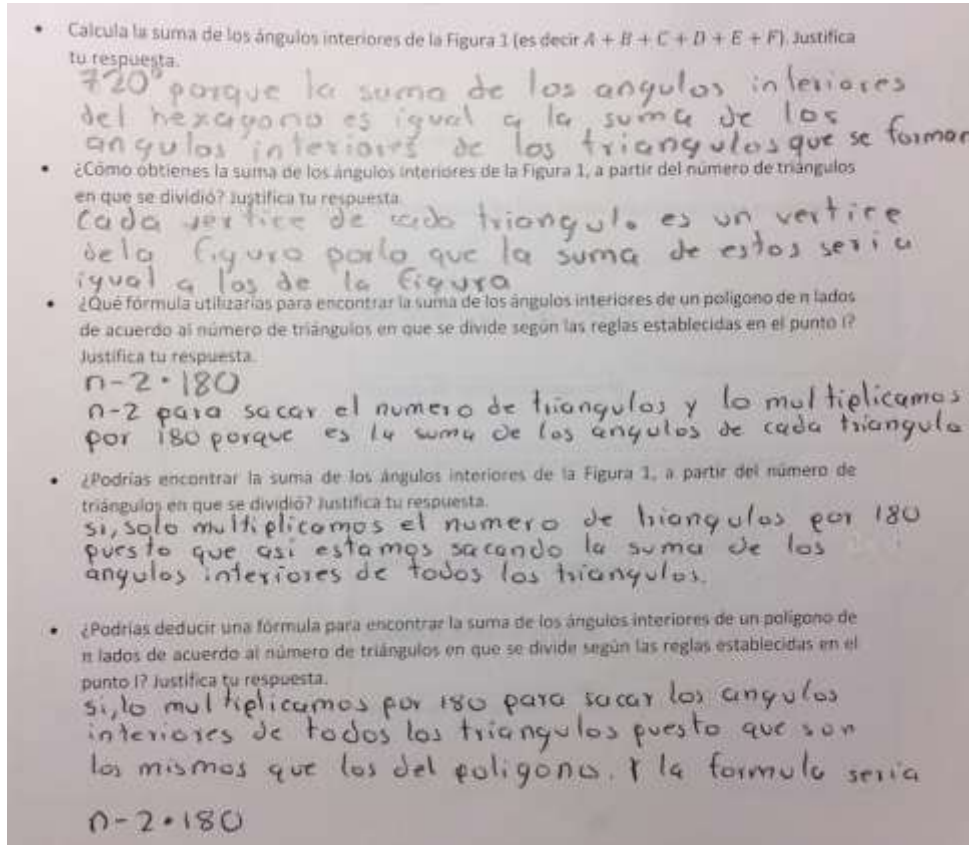 • Calcula la suma de los ángulos interiores de la Figura 1 (es decir A + B + C + D + E + F). Justifica
tu respuesta.
720° porque la suma de los angulos interiores
del hexagono es igual a la suma de los
angulos interiores de los triangulos que se forman
• ¿Cómo obtienes la suma de los ángulos interiores de la Figura 1, a partir del número de triángulos
en que se dividió? Justifica tu respuesta.
Cada vertice de cada triangulo es un vertice
de la figura porlo que la suma de estos seria
igual a los de la figura
• ¿Qué fórmula utilizarías para encontrar la suma de los ángulos interiores de un polígono de n lados
de acuerdo al número de triángulos en que se divide según las reglas establecidas en el punto I?
Justifica tu respuesta.
n-2•180
n-2 para sacar el numero de triangulos y lo multiplicamos
por 180 porque es la suma de los angulos de cada triangulo
• ¿Podrías encontrar la suma de los ángulos interiores de la Figura 1, a partir del número de
triángulos en que se dividió? Justifica tu respuesta.
si, solo multiplicamos el numero de triangulos por 180
puesto que asi estamos sacando la suma de los
angulos interiores de todos los triangulos.
• ¿Podrías deducir una fórmula para encontrar la suma de los ángulos interiores de un polígono de
n lados de acuerdo al número de triángulos en que se divide según las reglas establecidas en el
punto I? Justifica tu respuesta.
si, lo multiplicamos por 180 para sacar los angulos
interiores de todos los triangulos puesto que son
los mismos que los del poligono. Y la formula seria
n-2•180